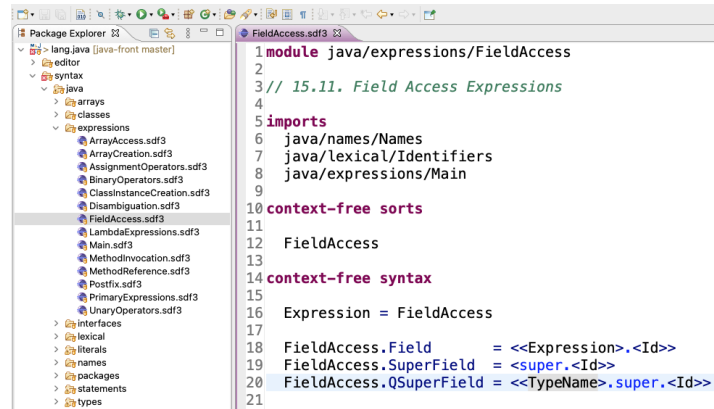 Package Explorer
FieldAccess.sdf3
> lang.java [java-front master]
editor
syntax
java
arrays
classes
expressions
ArrayAccess.sdf3
ArrayCreation.sdf3
AssignmentOperators.sdf3
BinaryOperators.sdf3
ClassInstanceCreation.sdf3
Disambiguation.sdf3
FieldAccess.sdf3
LambdaExpressions.sdf3
Main.sdf3
MethodInvocation.sdf3
MethodReference.sdf3
Postfix.sdf3
PrimaryExpressions.sdf3
UnaryOperators.sdf3
interfaces
lexical
literals
names
packages
statements
types
1 module java/expressions/FieldAccess
2
3 // 15.11. Field Access Expressions
4
5 imports
6   java/names/Names
7   java/lexical/Identifiers
8   java/expressions/Main
9
10 context-free sorts
11
12   FieldAccess
13
14 context-free syntax
15
16   Expression = FieldAccess
17
18   FieldAccess.Field       = <<Expression>.<Id>>
19   FieldAccess.SuperField  = <super.<Id>>
20   FieldAccess.QSuperField = <<TypeName>.super.<Id>>
21